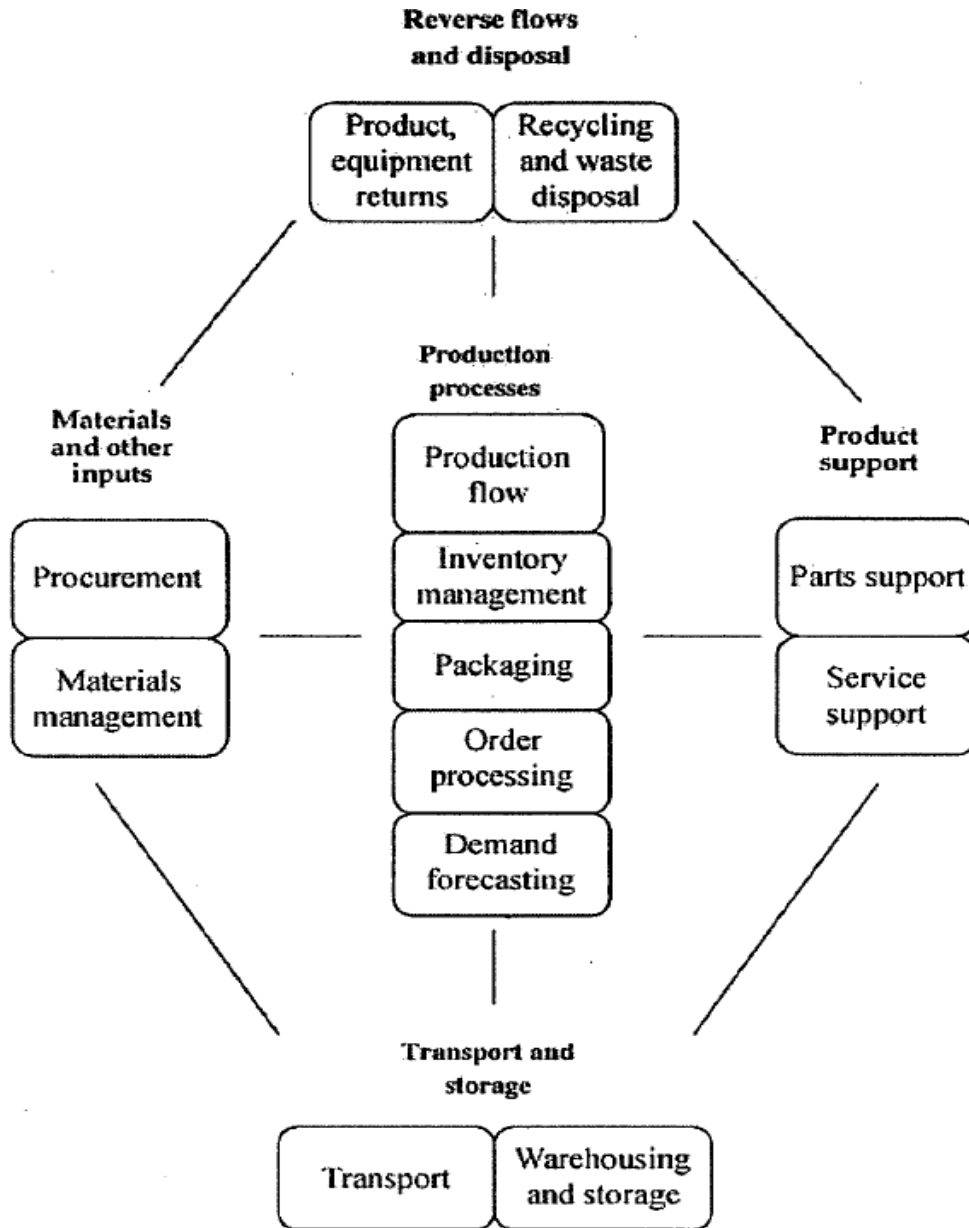 Reverse flows
and disposal
Product,
equipment
returns
Recycling
and waste
disposal
Production
processes
Materials
and other
inputs
Product
support
Production
flow
Procurement
Inventory
management
Parts support
Materials
management
Packaging
Service
support
Order
processing
Demand
forecasting
Transport and
storage
Transport
Warehousing
and storage